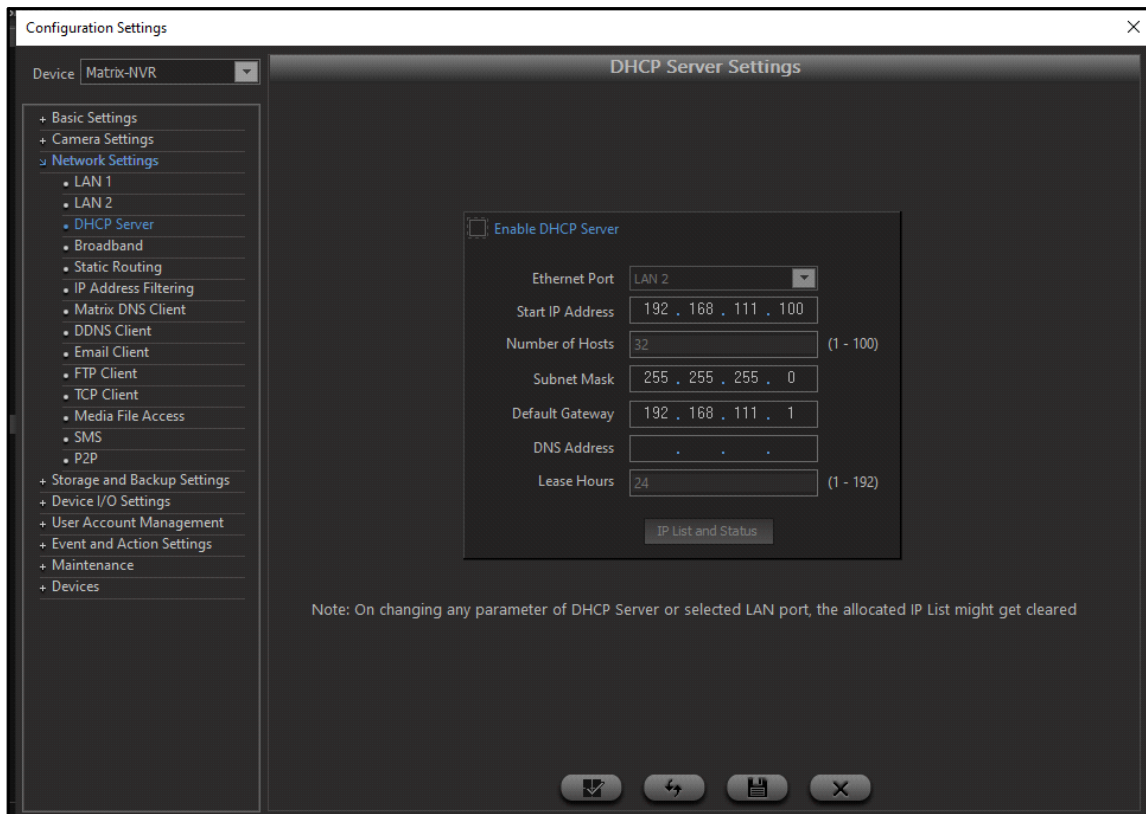 Configuration Settings
Device Matrix-NVR
DHCP Server Settings
+ Basic Settings
+ Camera Settings
Network Settings
• LAN 1
• LAN 2
• DHCP Server
• Broadband
• Static Routing
• IP Address Filtering
• Matrix DNS Client
• DDNS Client
• Email Client
• FTP Client
• TCP Client
• Media File Access
• SMS
• P2P
+ Storage and Backup Settings
+ Device I/O Settings
+ User Account Management
+ Event and Action Settings
+ Maintenance
+ Devices
Enable DHCP Server
Ethernet Port LAN 2
Start IP Address 192 . 168 . 111 . 100
Number of Hosts 32 (1 - 100)
Subnet Mask 255 . 255 . 255 . 0
Default Gateway 192 . 168 . 111 . 1
DNS Address . . .
Lease Hours 24 (1 - 192)
IP List and Status
Note: On changing any parameter of DHCP Server or selected LAN port, the allocated IP List might get cleared